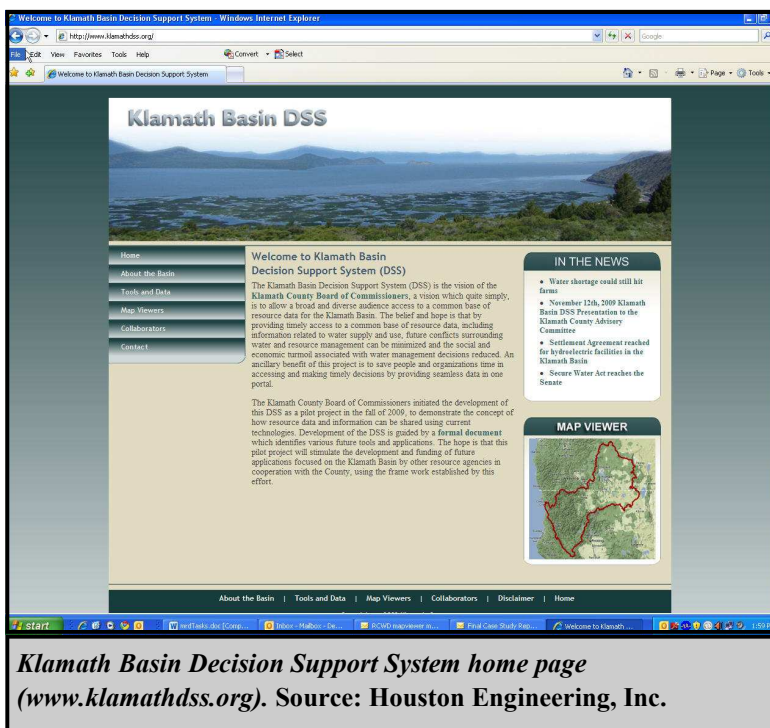 Welcome to Klamath Basin Decision Support System - Windows Internet Explorer
http://www.klamathdss.org/
Google
File Edit View Favorites Tools Help
Convert Select
Welcome to Klamath Basin Decision Support System
Page Tools
Klamath Basin DSS
Home
About the Basin
Tools and Data
Map Viewers
Collaborators
Contact
Welcome to Klamath Basin
Decision Support System (DSS)
The Klamath Basin Decision Support System (DSS) is the vision of the
Klamath County Board of Commissioners, a vision which quite simply,
is to allow a broad and diverse audience access to a common base of
resource data for the Klamath Basin. The belief and hope is that by
providing timely access to a common base of resource data, including
information related to water supply and use, future conflicts surrounding
water and resource management can be minimized and the social and
economic turmoil associated with water management decisions reduced. An
ancillary benefit of this project is to save people and organizations time in
accessing and making timely decisions by providing seamless data in one
portal.
The Klamath County Board of Commissioners initiated the development of
this DSS as a pilot project in the fall of 2009, to demonstrate the concept of
how resource data and information can be shared using current
technologies. Development of the DSS is guided by a formal document
which identifies various future tools and applications. The hope is that this
pilot project will stimulate the development and funding of future
applications focused on the Klamath Basin by other resource agencies in
cooperation with the County, using the frame work established by this
effort.
IN THE NEWS
• Water shortage could still hit
farms
• November 12th, 2009 Klamath
Basin DSS Presentation to the
Klamath County Advisory
Committee
• Settlement Agreement reached
for hydroelectric facilities in the
Klamath Basin
• Secure Water Act reaches the
Senate
MAP VIEWER
About the Basin | Tools and Data | Map Viewers | Collaborators | Disclaimer | Home
start
Inbox - Mailbox - De...
RCWD mapviewer m...
Final Case Study Rep...
Welcome to Klamath ...
1:59 P
Klamath Basin Decision Support System home page
(www.klamathdss.org). Source: Houston Engineering, Inc.